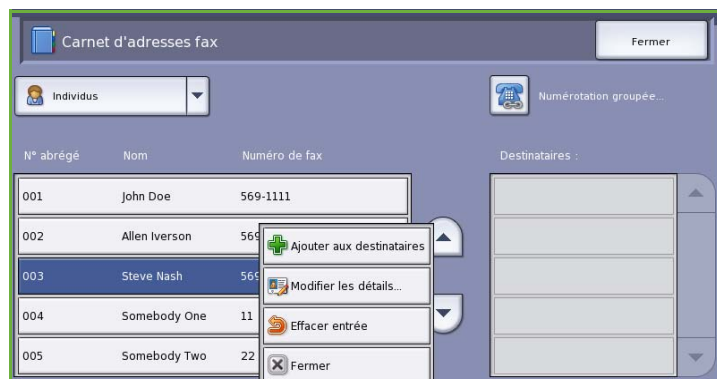 Carnet d'adresses fax
Fermer
Individus
Numérotation groupée...
N° abrégé Nom Numéro de fax
Destinataires :
001 John Doe 569-1111
002 Allen Iverson 569
Ajouter aux destinataires
003 Steve Nash 569
Modifier les détails...
004 Somebody One 11
Effacer entrée
005 Somebody Two 22
Fermer